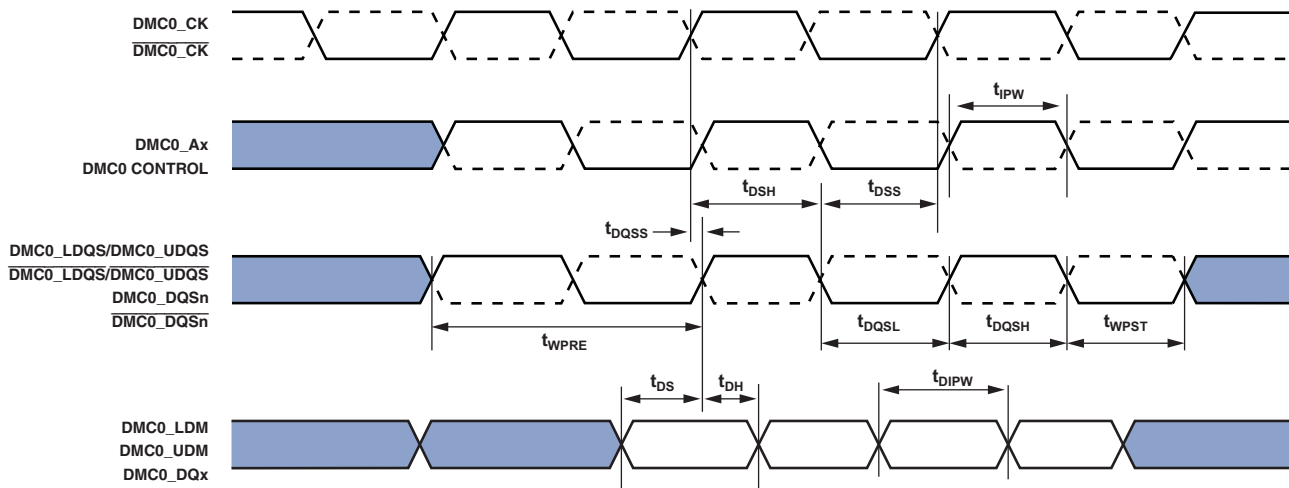 DMC0_CK
DMC0_CK
tIPW
DMC0_Ax
DMC0 CONTROL
tDSH
tDSS
tDQSS
DMC0_LDQS/DMC0_UDQS
DMC0_LDQS/DMC0_UDQS
DMC0_DQSn
DMC0_DQSn
tWPRE
tDQSL
tDQSH
tWPST
tDS
tDH
tDIPW
DMC0_LDM
DMC0_UDM
DMC0_DQx